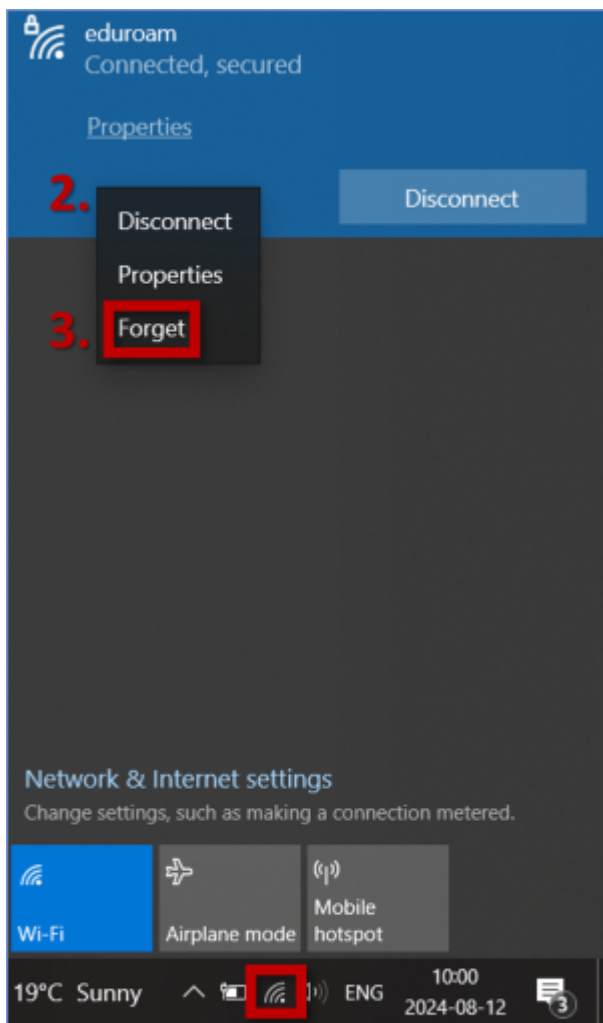 eduroam
Connected, secured
Properties
2.
Disconnect
Disconnect
Properties
3.
Forget
Network & Internet settings
Change settings, such as making a connection metered.
Wi-Fi
Airplane mode
Mobile
hotspot
19°C Sunny
ENG
10:00
2024-08-12
3